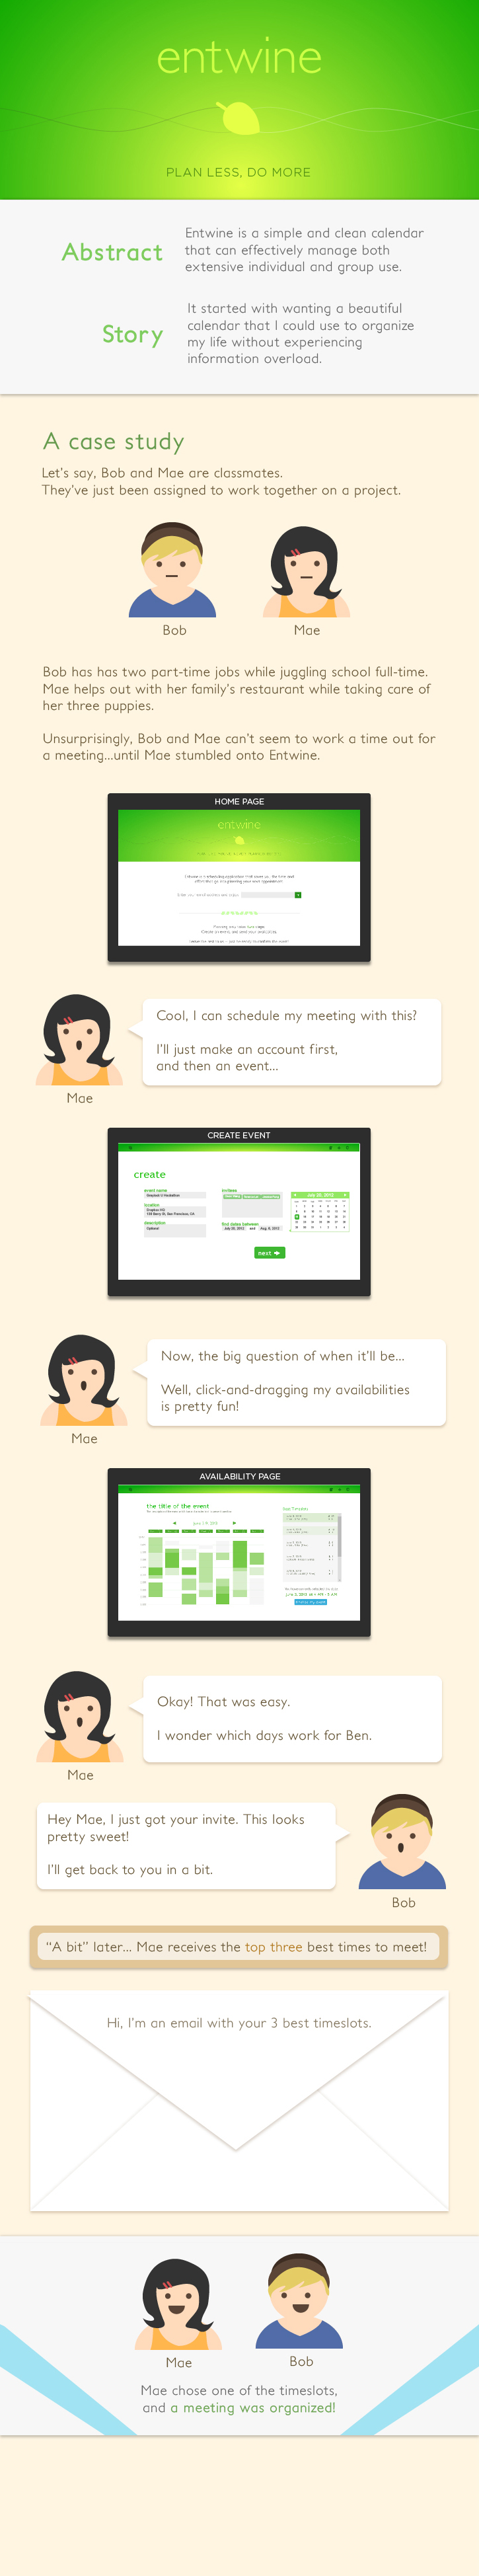 entwine
PLAN LESS, DO MORE
Abstract
Entwine is a simple and clean calendar
that can effectively manage both
extensive individual and group use.
Story
It started with wanting a beautiful
calendar that I could use to organize
my life without experiencing
information overload.
A case study
Let's say, Bob and Mae are classmates.
They've just been assigned to work together on a project.
Bob
Mae
Bob has has two part-time jobs while juggling school full-time.
Mae helps out with her family's restaurant while taking care of
her three puppies.
Unsurprisingly, Bob and Mae can't seem to work a time out for
a meeting...until Mae stumbled onto Entwine.
HOME PAGE
entwine
Cool, I can schedule my meeting with this?
I'll just make an account first,
and then an event...
Mae
CREATE EVENT
create
event name
location
description
Optional
invitees
find dates between
July 20, 2013 and Aug. 3, 2013
July 20, 2013
next
Now, the big question of when it'll be...
Well, click-and-dragging my availabilities
is pretty fun!
Mae
AVAILABILITY PAGE
the title of the event
Okay! That was easy.
I wonder which days work for Ben.
Mae
Hey Mae, I just got your invite. This looks
pretty sweet!
I'll get back to you in a bit.
Bob
“A bit” later... Mae receives the top three best times to meet!
Hi, I'm an email with your 3 best timeslots.
Mae
Bob
Mae chose one of the timeslots,
and a meeting was organized!